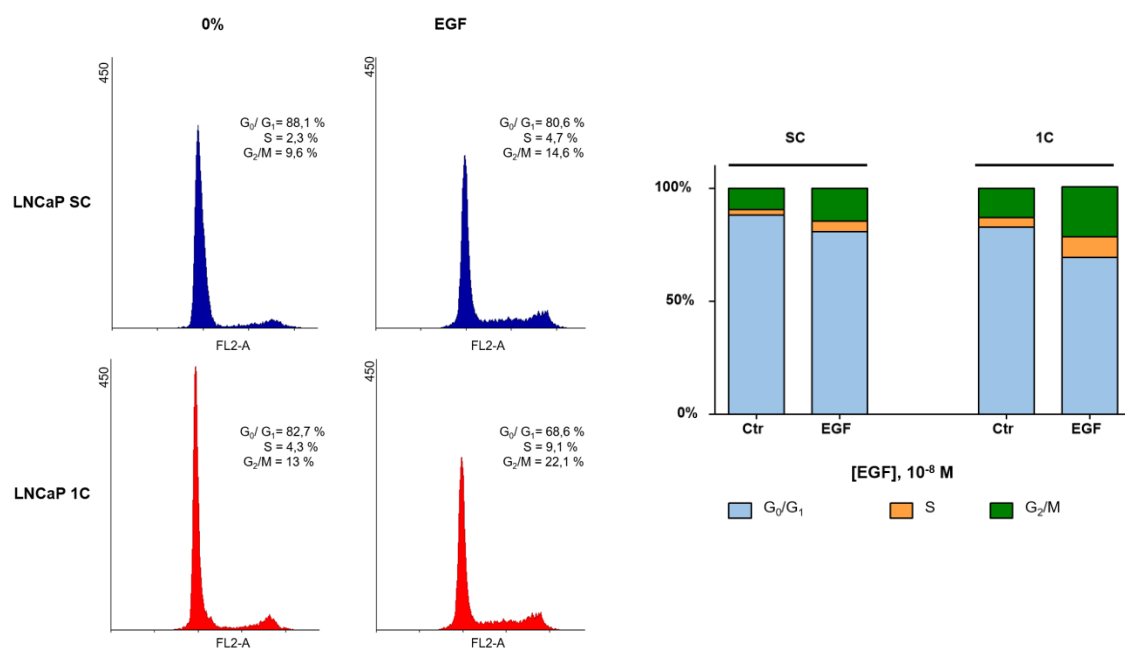 0%
EGF
450
G₀/ G₁= 88,1 %
S = 2,3 %
G₂/M = 9,6 %
FL2-A
450
G₀/ G₁= 80,6 %
S = 4,7 %
G₂/M = 14,6 %
FL2-A
LNCaP SC
450
G₀/ G₁= 82,7 %
S = 4,3 %
G₂/M = 13 %
FL2-A
450
G₀/ G₁= 68,6 %
S = 9,1 %
G₂/M = 22,1 %
FL2-A
LNCaP 1C
SC
1C
100%
50%
0%
Ctr
EGF
Ctr
EGF
[EGF], 10⁻⁸ M
G₀/G₁
S
G₂/M